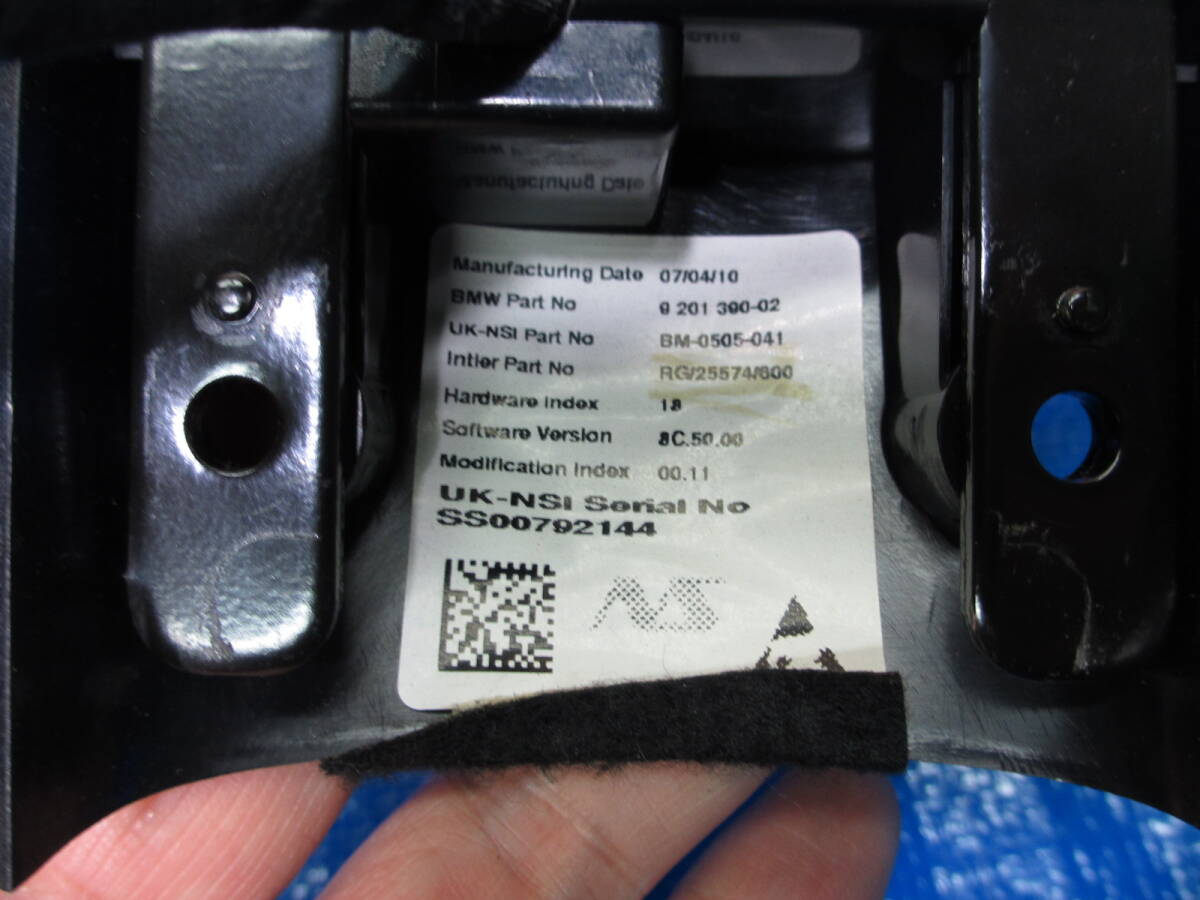 Manufacturing Date 07/04/10
BMW Part No 9 201 390-02
UK-NSI Part No BM-0505-041
Intier Part No RG/25574/600
Hardware Index 18
Software Version 8C.50.00
Modification Index 00.11
UK-NSI Serial No
SS00792144